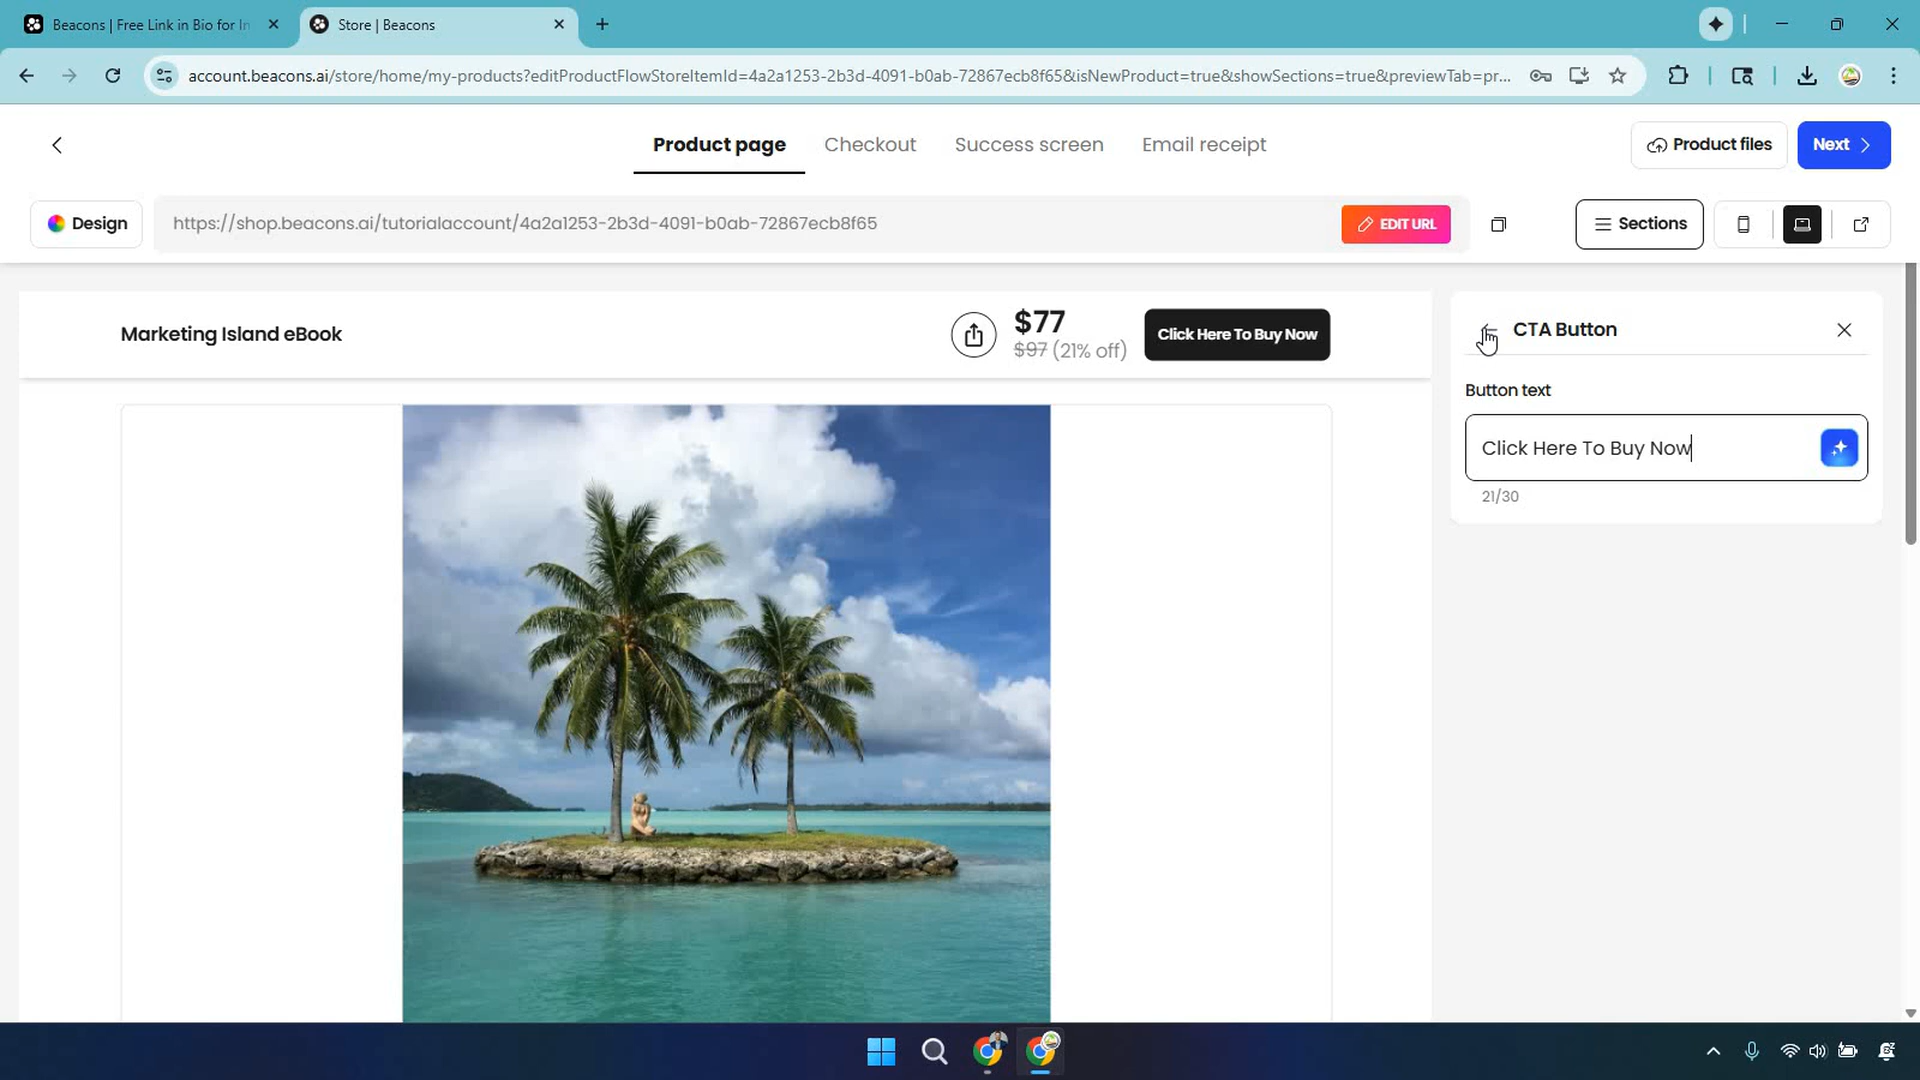 Beacons | Free Link in Bio for In
Store | Beacons
account.beacons.ai/store/home/my-products?editProductFlowStoreItemId=4a2a1253-2b3d-4091-b0ab-72867ecb8f65&isNewProduct=true&showSections=true&previewTab=pr...
Product page
Checkout
Success screen
Email receipt
Product files
Next
Design
https://shop.beacons.ai/tutorialaccount/4a2a1253-2b3d-4091-b0ab-72867ecb8f65
EDIT URL
Sections
Marketing Island eBook
$77
$97 (21% off)
Click Here To Buy Now
CTA Button
Button text
Click Here To Buy Now
21/30